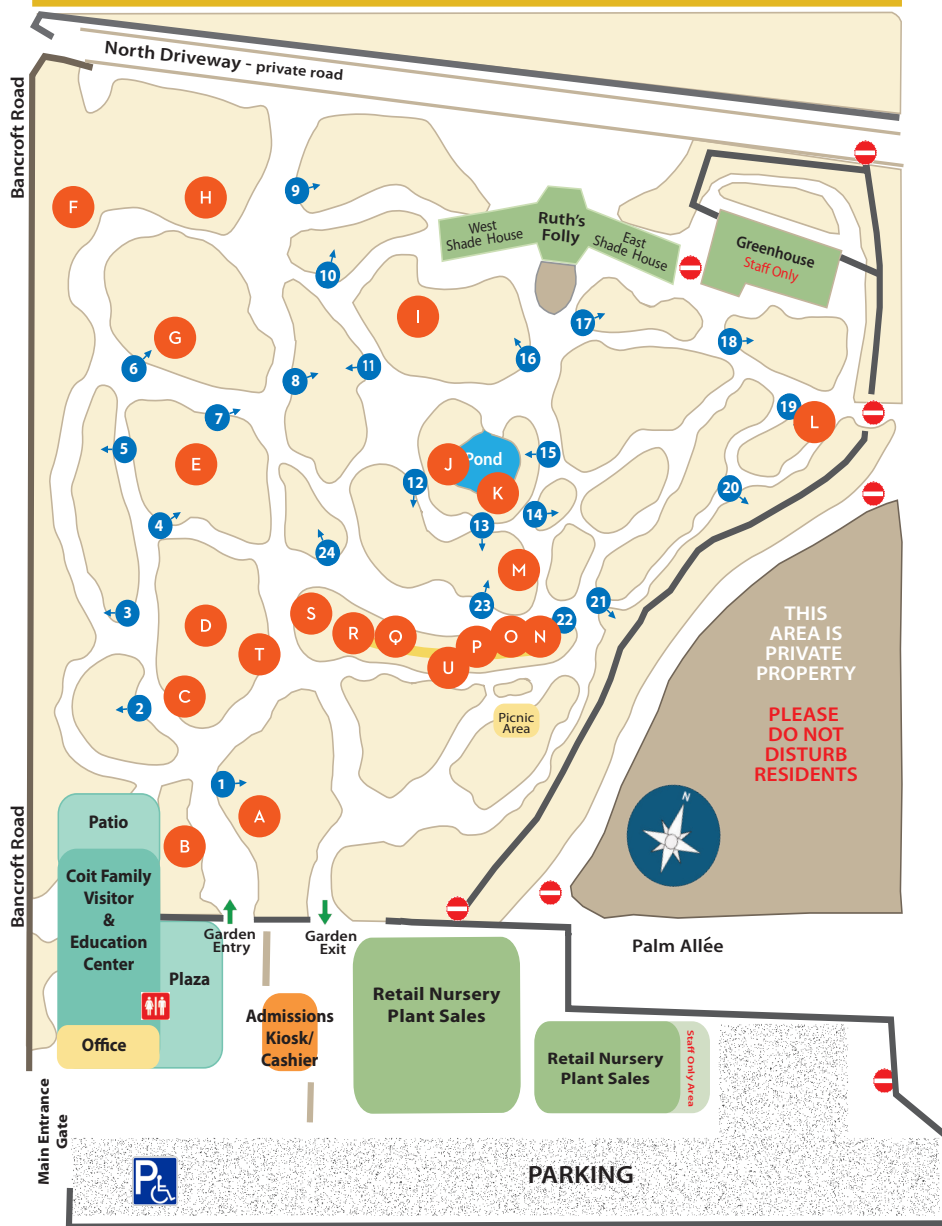 North Driveway - private road
Bancroft Road
F
H
9
West
Shade House
Ruth's
Folly
East
Shade House
Greenhouse
Staff Only
10
I
17
18
G
6
11
8
16
7
19
L
5
E
J
Pond
15
12
K
20
4
13
14
24
M
3
23
21
S
D
R
Q
22
T
P
O
N
U
C
2
Picnic
Area
THIS
AREA IS
PRIVATE
PROPERTY
PLEASE
DO NOT
DISTURB
RESIDENTS
1
A
B
N
Bancroft Road
Patio
Coit Family
Visitor
&
Education
Center
Plaza
Office
Garden
Entry
Garden
Exit
Palm Allée
Admissions
Kiosk/
Cashier
Retail Nursery
Plant Sales
Retail Nursery
Plant Sales
Staff Only Area
Main Entrance
Gate
P
PARKING